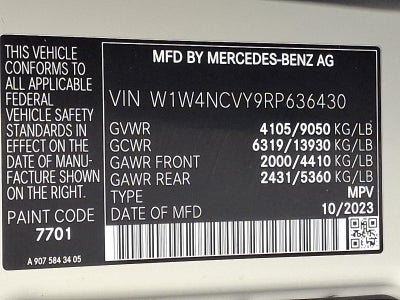 THIS VEHICLE
CONFORMS TO
ALL APPLICABLE
FEDERAL
VEHICLE SAFETY
STANDARDS IN
EFFECT ON THE
DATE OF MANU-
FACTURE SHOWN
IN THE RIGHT.
PAINT CODE
7701
A 907 584 34 05
MFD BY MERCEDES-BENZ AG
VIN W1W4NCVY9RP636430
GVWR 4105/9050 KG/LB
GCWR 6319/13930 KG/LB
GAWR FRONT 2000/4410 KG/LB
GAWR REAR 2431/5360 KG/LB
TYPE MPV
DATE OF MFD 10/2023